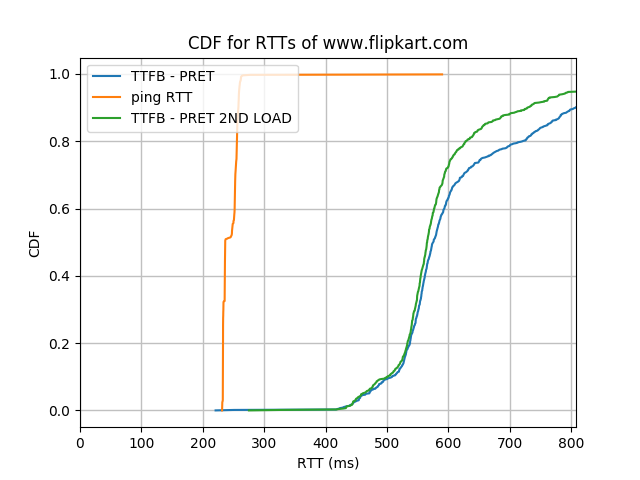 CDF for RTTs of www.flipkart.com
TTFB - PRET
ping RTT
TTFB - PRET 2ND LOAD
1.0
0.8
0.6
0.4
0.2
0.0
CDF
0 100 200 300 400 500 600 700 800
RTT (ms)